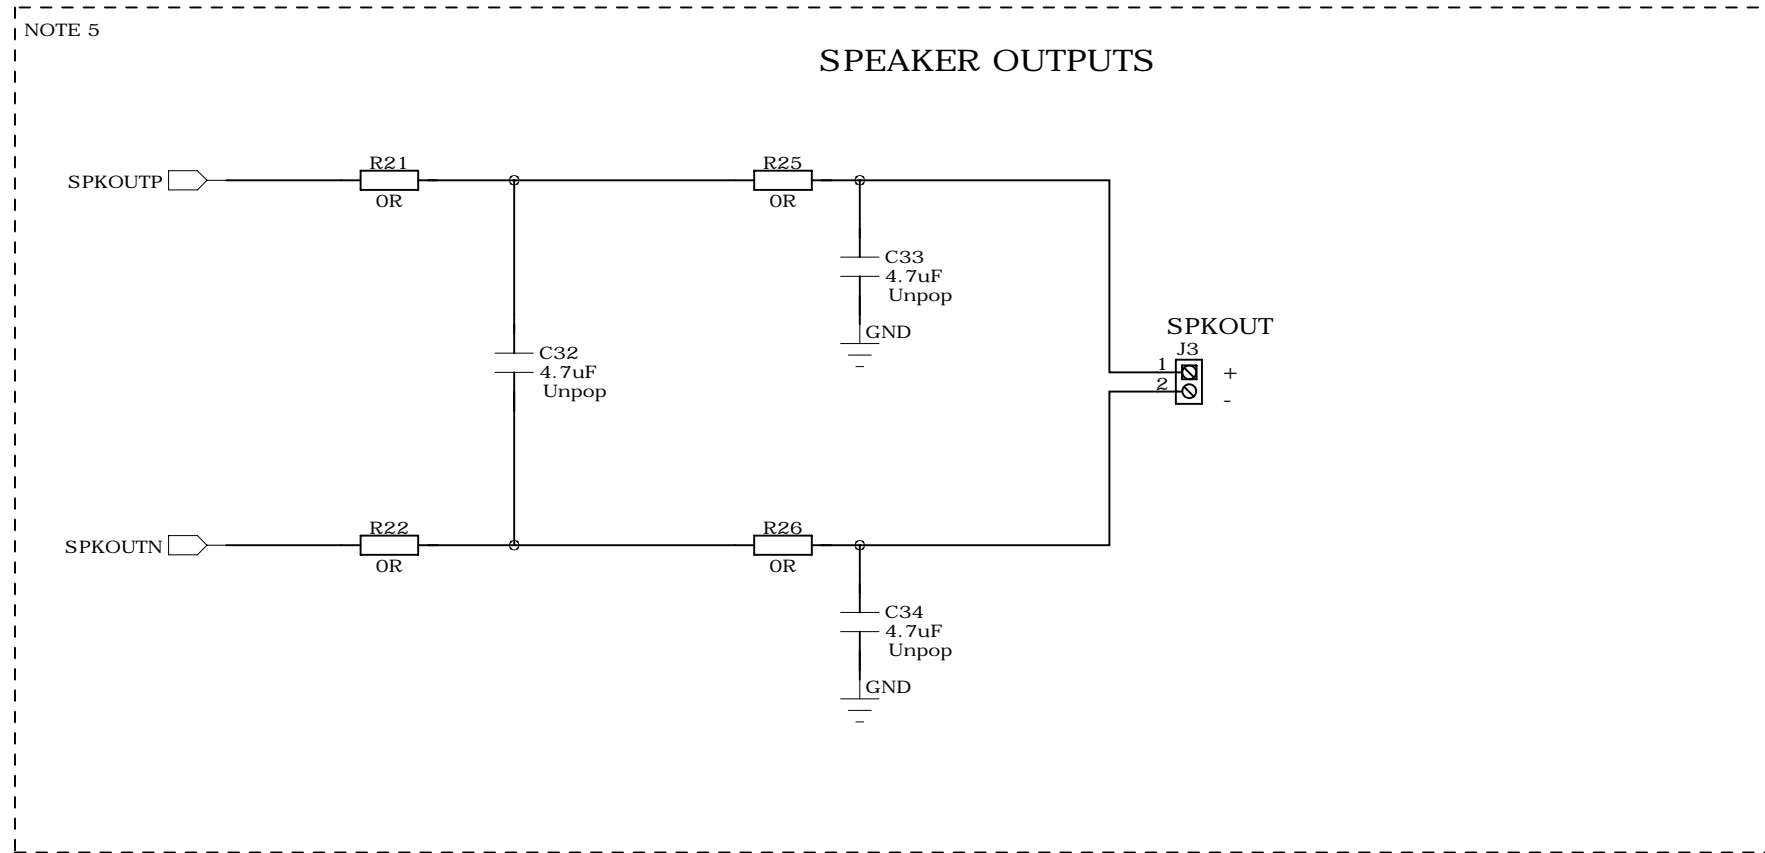 NOTE 5
SPEAKER OUTPUTS
SPKOUTP
R21
0R
R25
0R
C33
4.7uF
Unpop
GND
C32
4.7uF
Unpop
SPKOUT
J3
1
+
2
-
SPKOUTN
R22
0R
R26
0R
C34
4.7uF
Unpop
GND